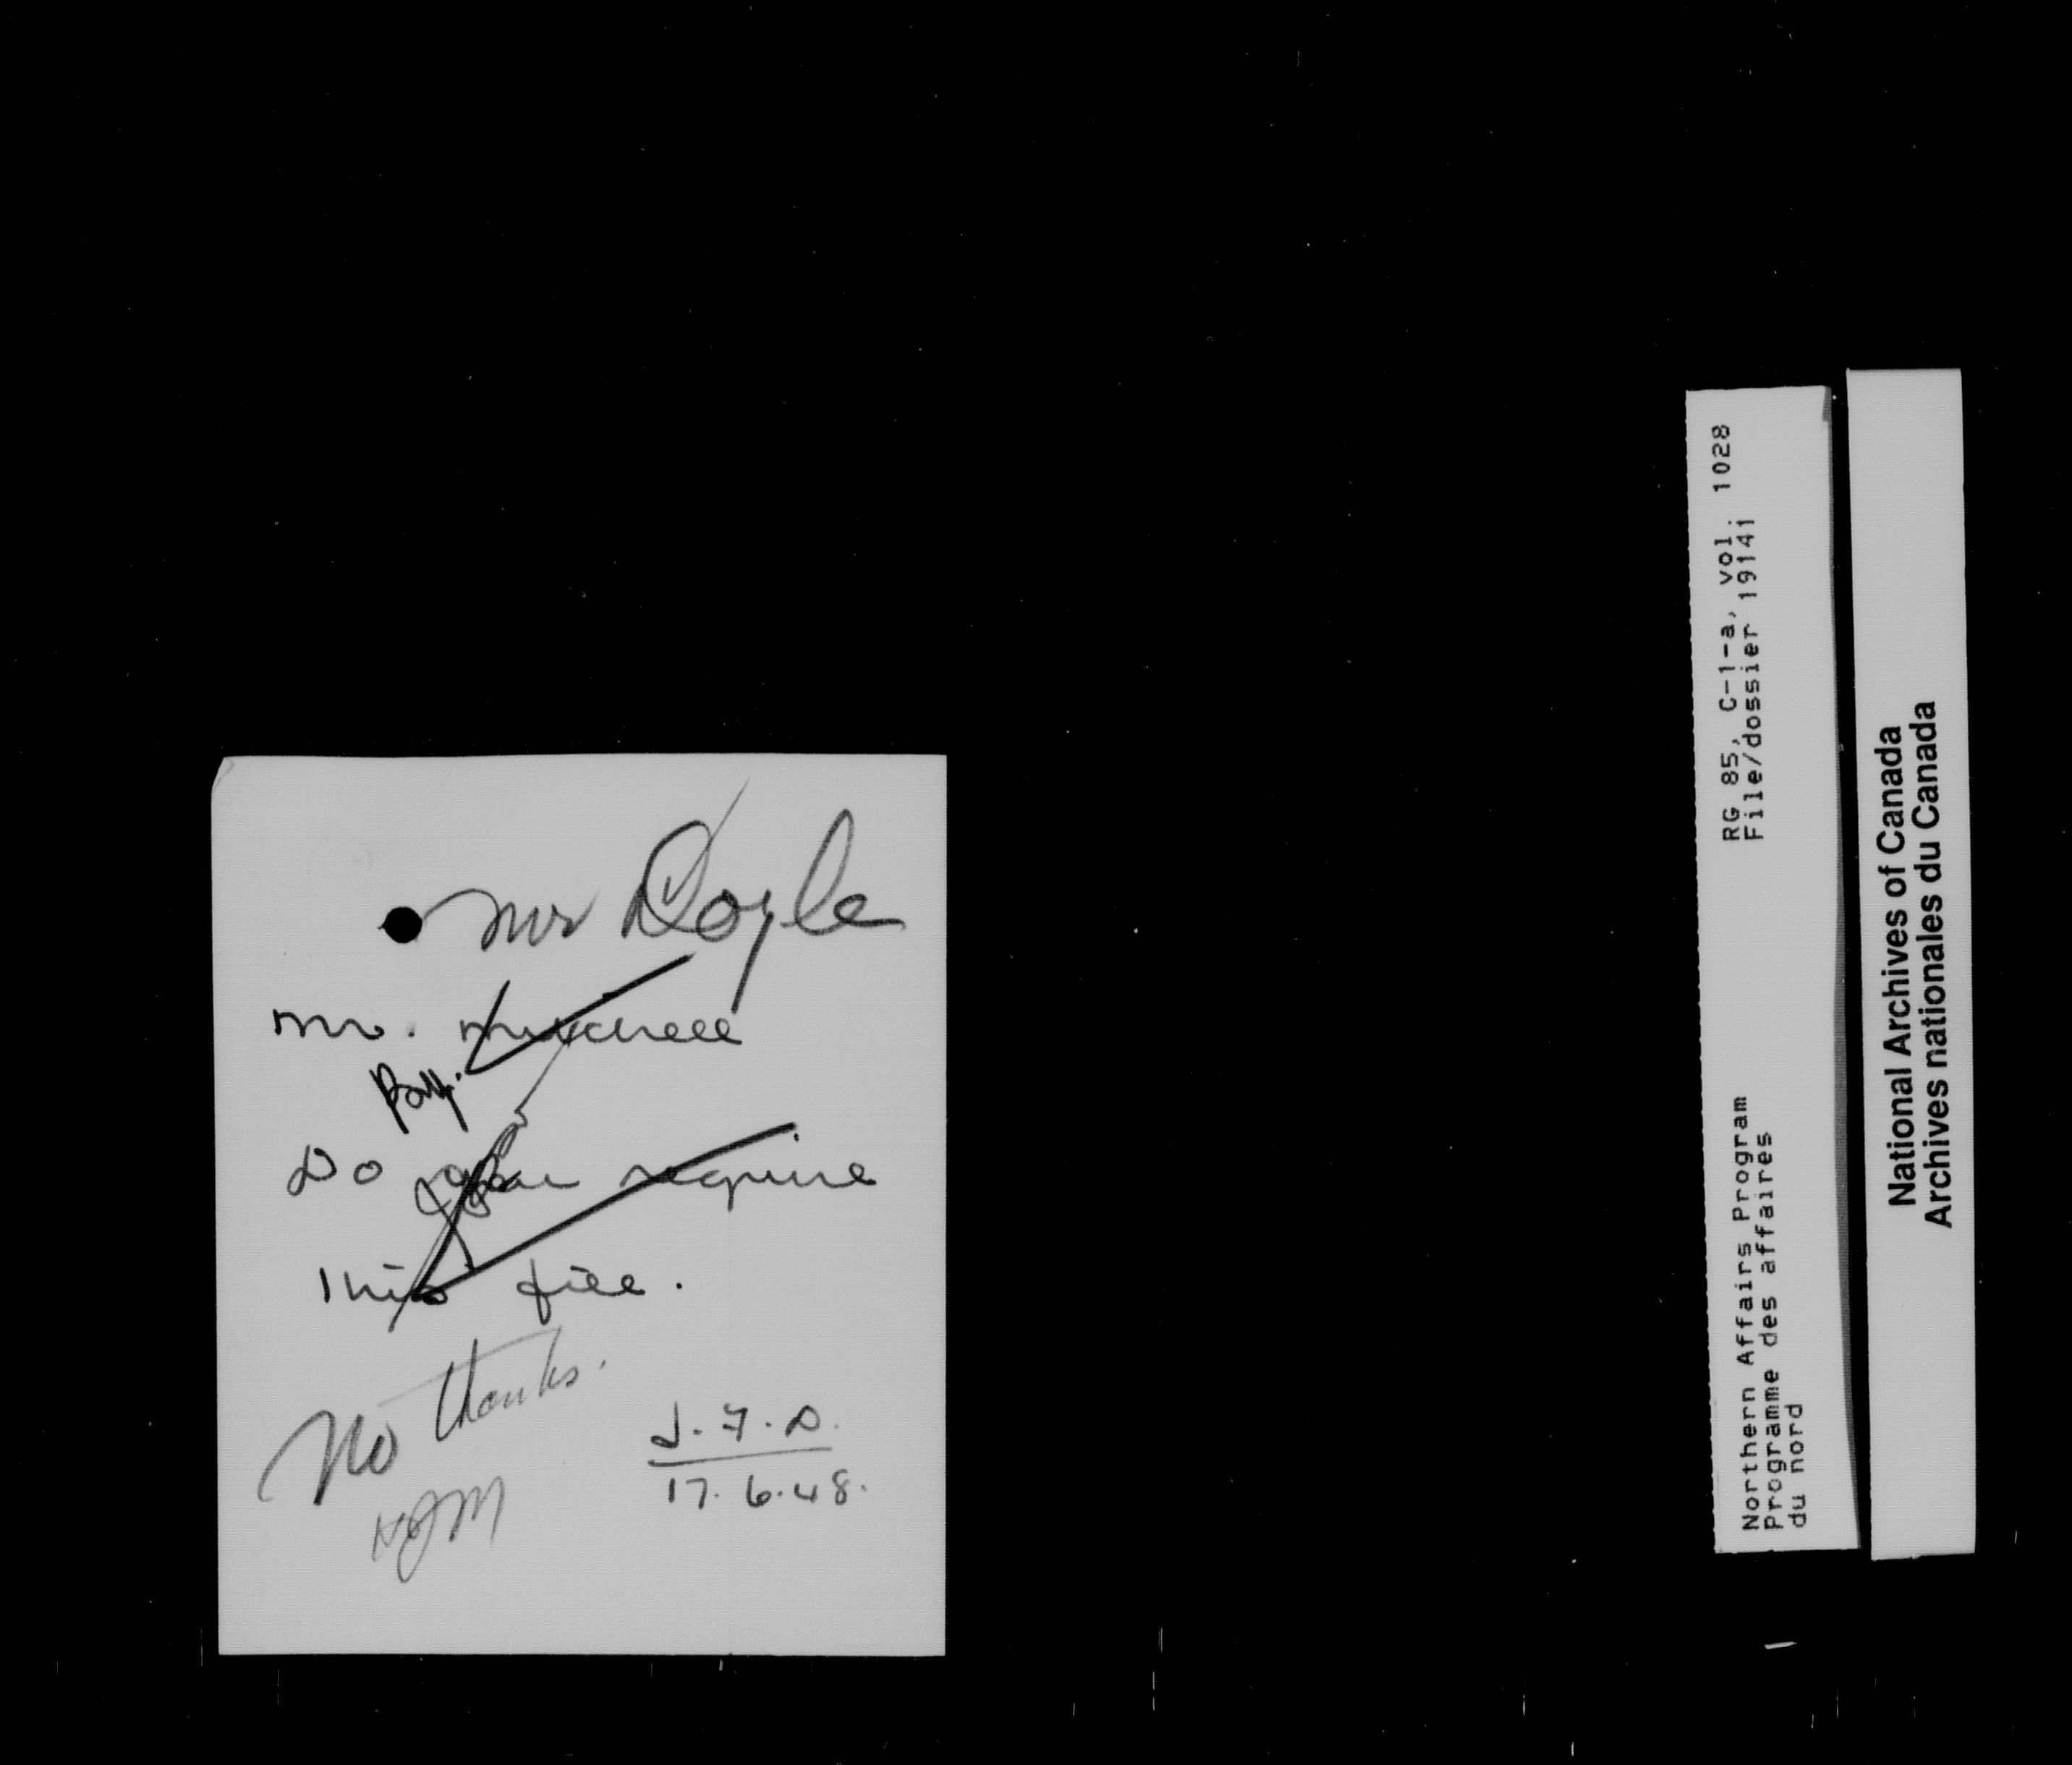 Mr Doyle
Mr. Mitchell
Do you require
this file.
No thanks.
J.F.D.
17.6.48.
RG 85, C-1-a, vol. 1028
File/dossier 19141
Northern Affairs Program
Programme des affaires
du nord
National Archives of Canada
Archives nationales du Canada